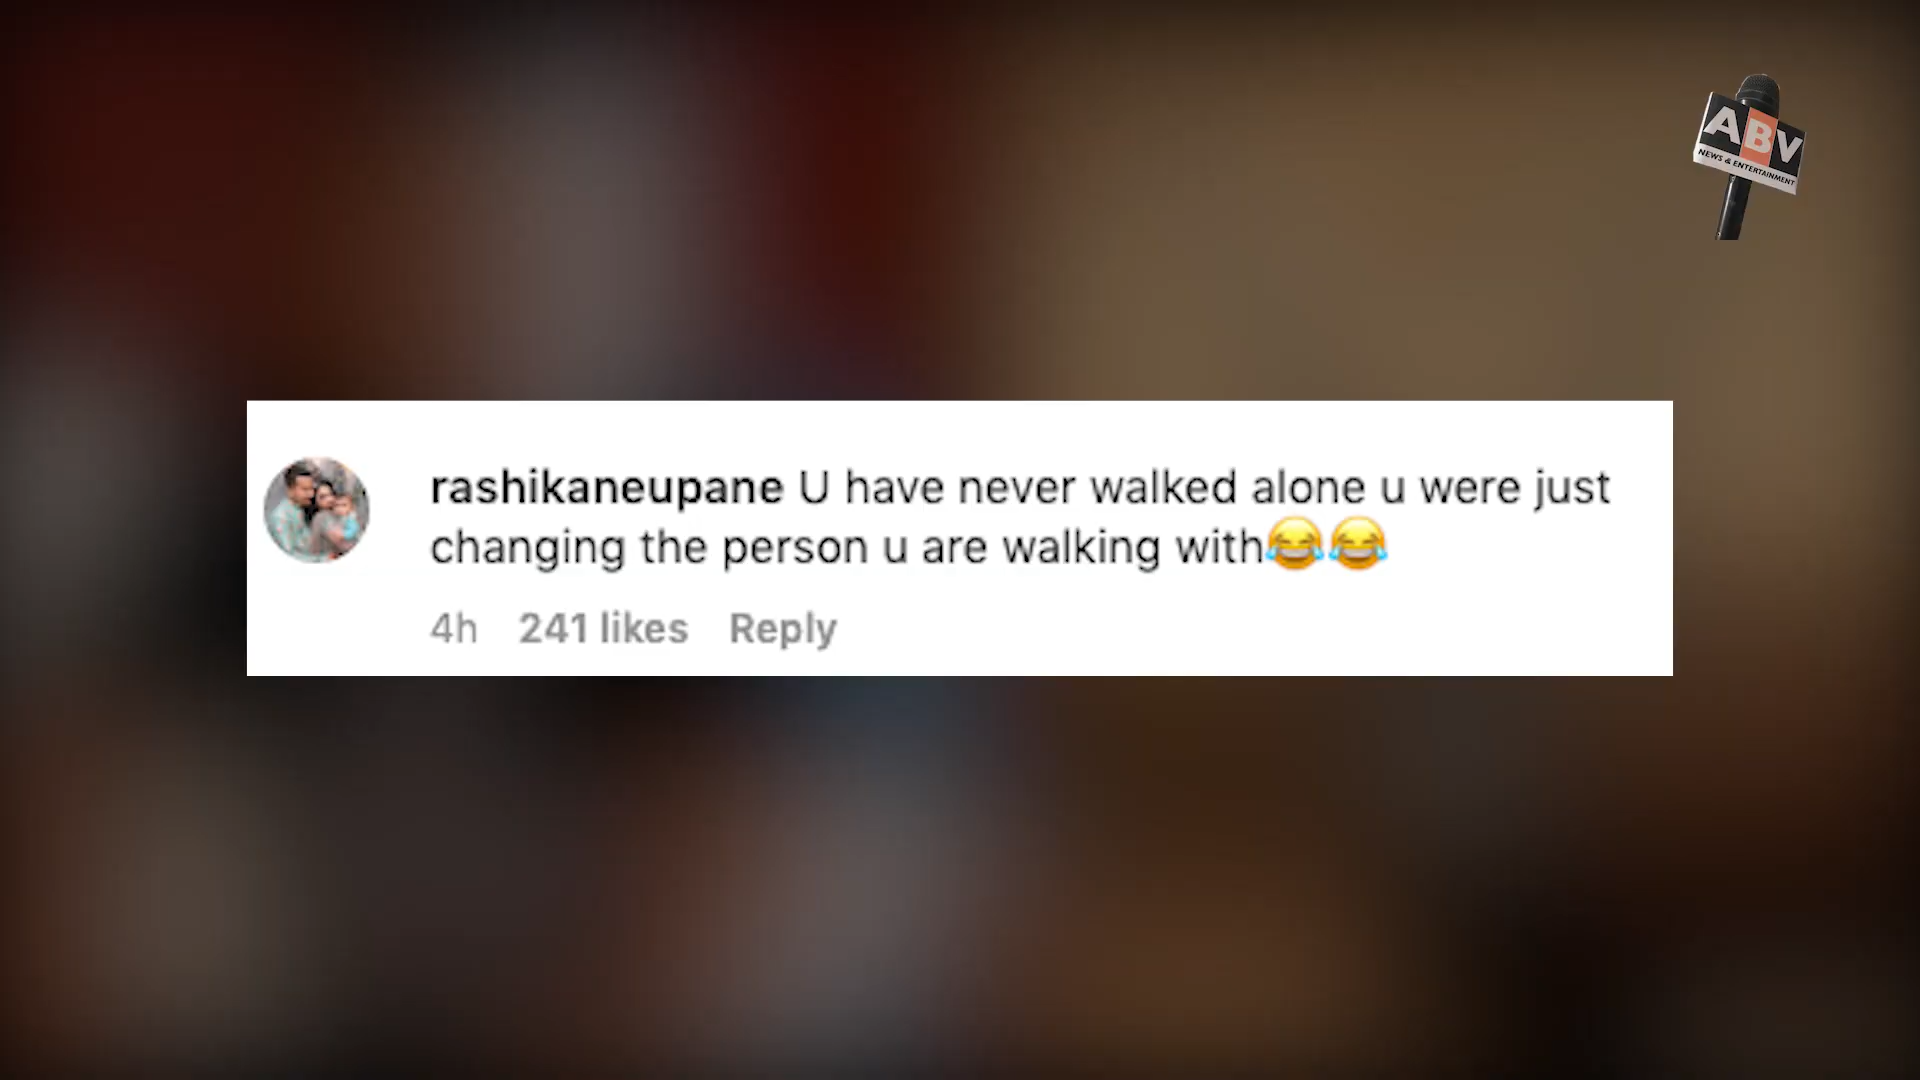 ABV
NEWS & ENTERTAINMENT
rashikaneupane U have never walked alone u were just
changing the person u are walking with😂😂
4h 241 likes Reply